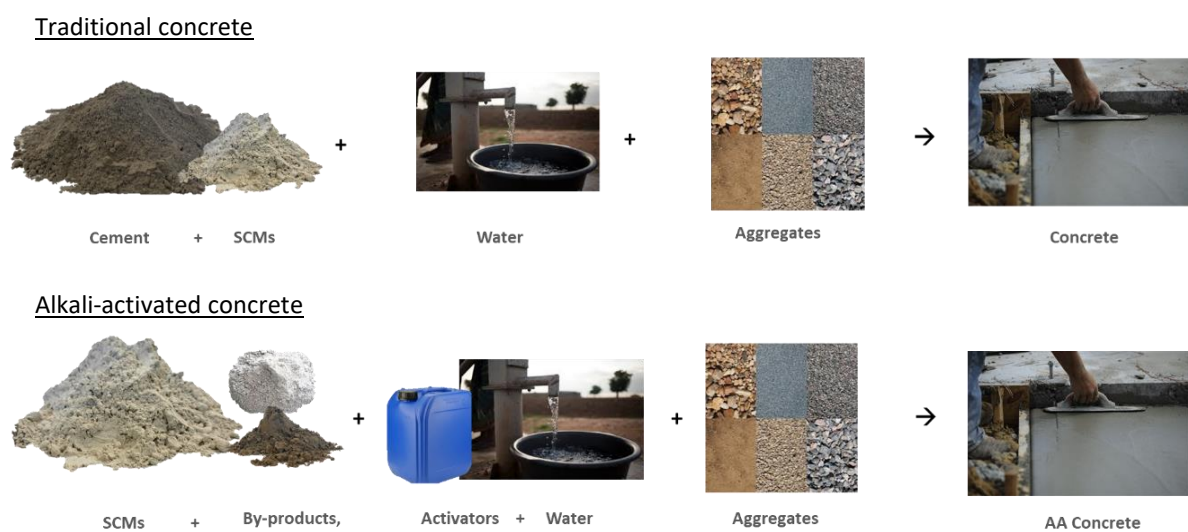 Traditional concrete
+ + →
Cement + SCMs Water Aggregates Concrete
Alkali-activated concrete
+ + →
SCMs + By-products, Activators + Water Aggregates AA Concrete